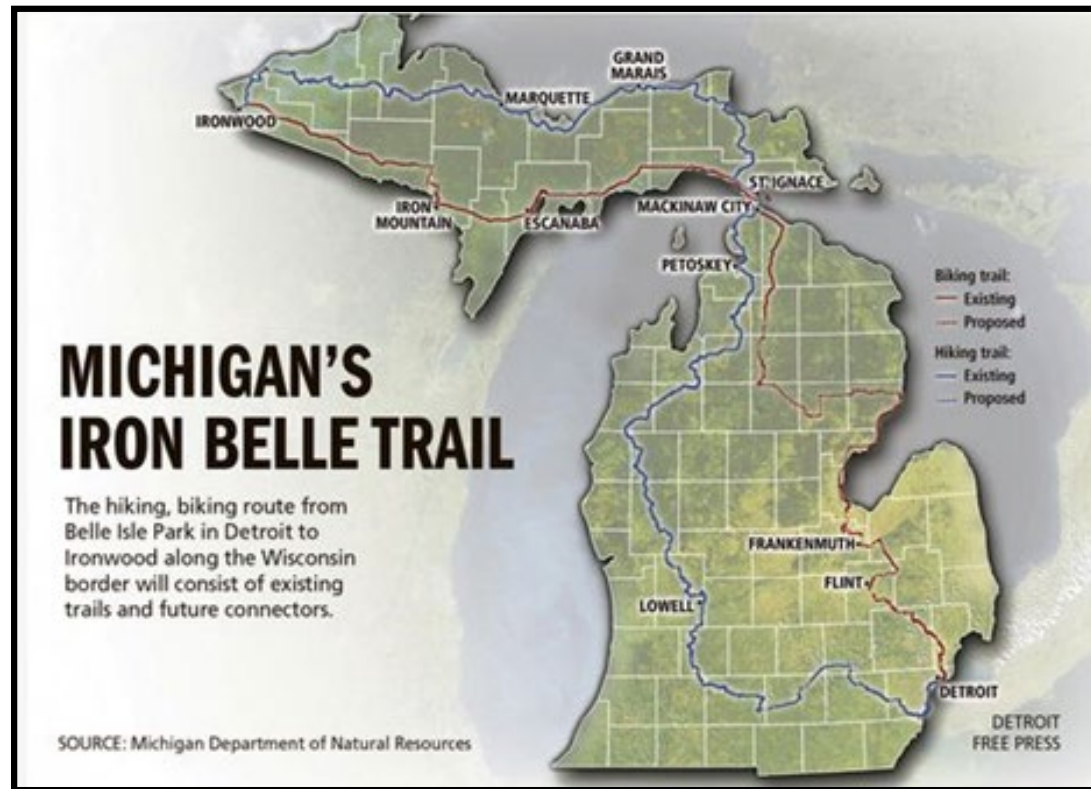 GRAND
MARAIS
MARQUETTE
IRONWOOD
ST. IGNACE
IRON
MOUNTAIN
ESCANABA
MACKINAW CITY
PETOSKEY
Biking trail:
Existing
Proposed
Hiking trail:
Existing
Proposed
MICHIGAN'S
IRON BELLE TRAIL
The hiking, biking route from
Belle Isle Park in Detroit to
Ironwood along the Wisconsin
border will consist of existing
trails and future connectors.
FRANKENMUTH
FLINT
LOWELL
DETROIT
SOURCE: Michigan Department of Natural Resources
DETROIT
FREE PRESS